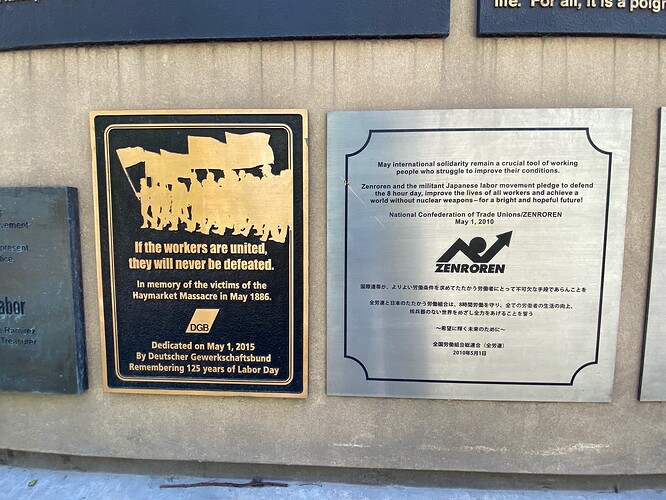 life. For all, it is a poign
vement
present
ice.
abor
Ramirez
Treasurer
If the workers are united,
they will never be defeated.
In memory of the victims of the
Haymarket Massacre in May 1886.
DGB
Dedicated on May 1, 2015
By Deutscher Gewerkschaftsbund
Remembering 125 years of Labor Day
May international solidarity remain a crucial tool of working
people who struggle to improve their conditions.
Zenroren and the militant Japanese labor movement pledge to defend
the 8 hour day, improve the lives of all workers and achieve a
world without nuclear weapons – for a bright and hopeful future!
National Confederation of Trade Unions/ZENROREN
May 1, 2010
ZENROREN
国際連帯が、よりよい労働条件を求めてたたかう労働者にとって不可欠な手段であらんことを
全労連と日本のたたかう労働組合は、8時間労働を守り、全ての労働者の生活の向上、
核兵器のない世界をめざし全力をあげることを誓う
～希望に輝く未来のために～
全国労働組合総連合（全労連）
2010年5月1日